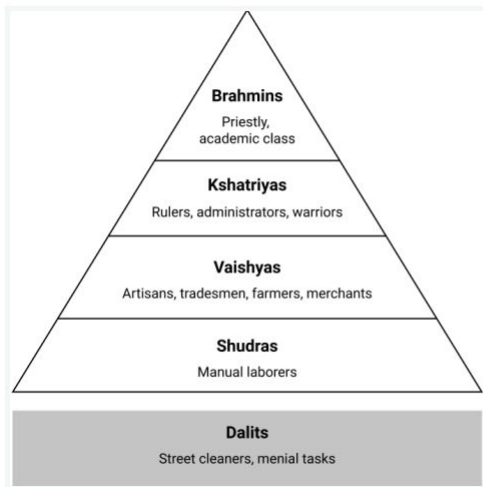 Brahmins
Priestly,
academic class
Kshatriyas
Rulers, administrators, warriors
Vaishyas
Artisans, tradesmen, farmers, merchants
Shudras
Manual laborers
Dalits
Street cleaners, menial tasks